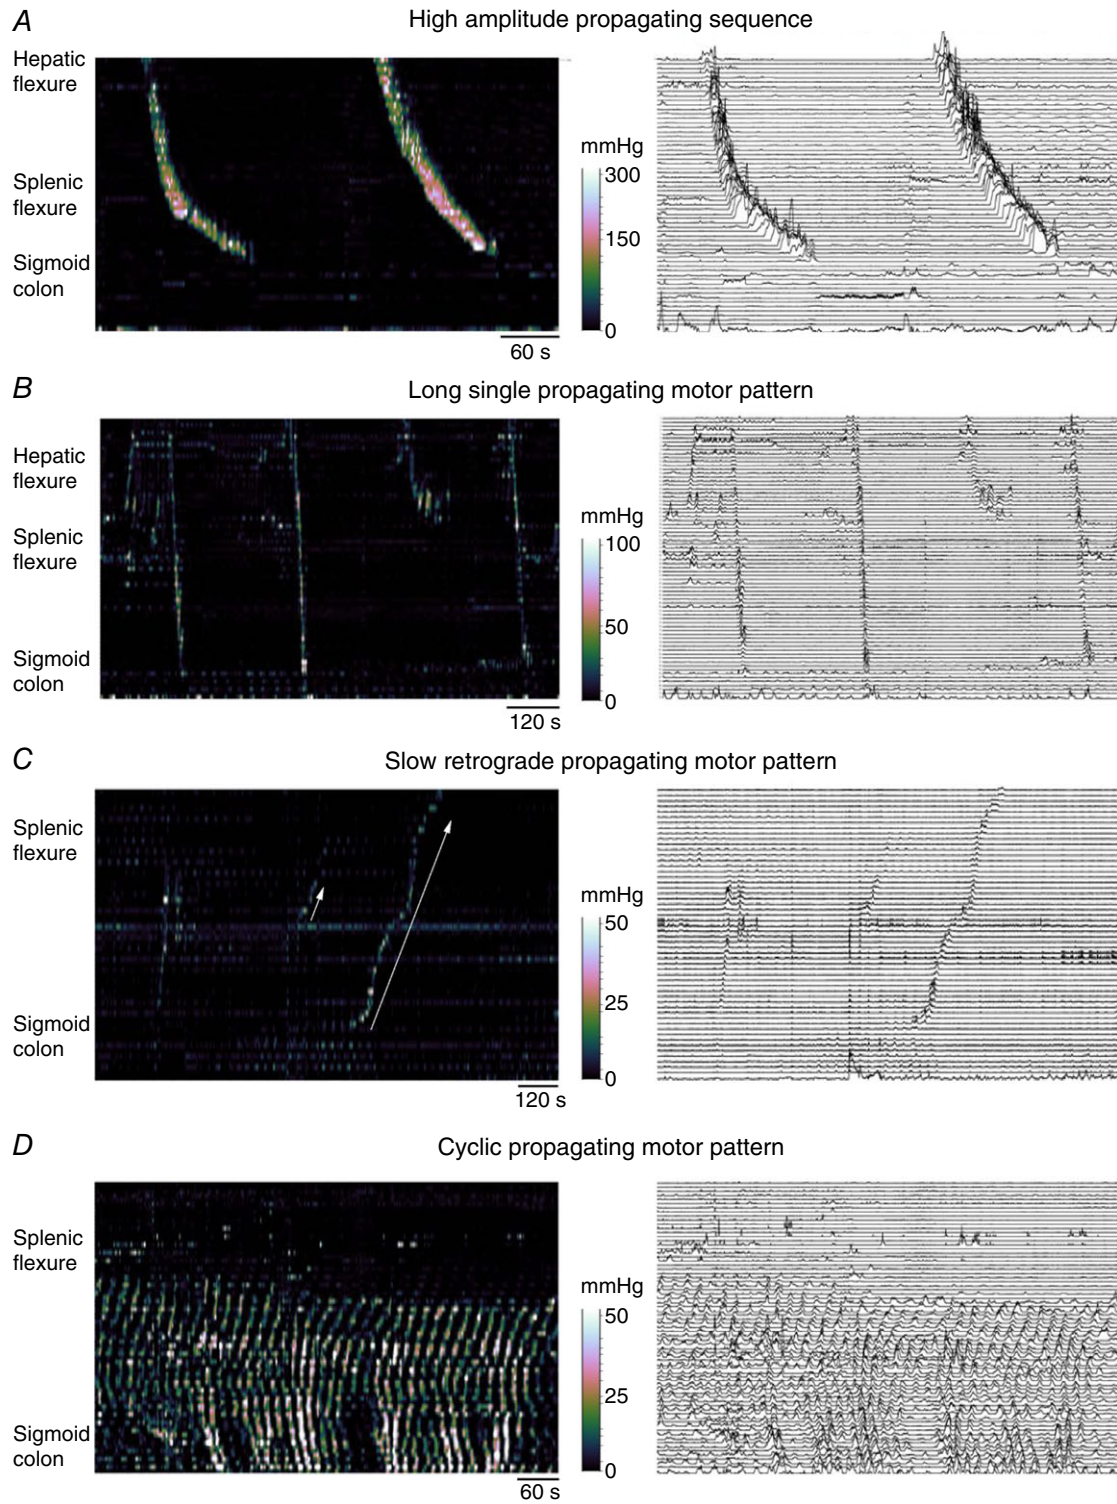 A
High amplitude propagating sequence
Hepatic
flexure
Splenic
flexure
Sigmoid
colon
mmHg
300
150
0
60 s
B
Long single propagating motor pattern
Hepatic
flexure
Splenic
flexure
Sigmoid
colon
mmHg
100
50
0
120 s
C
Slow retrograde propagating motor pattern
Splenic
flexure
Sigmoid
colon
mmHg
50
25
0
120 s
D
Cyclic propagating motor pattern
Splenic
flexure
Sigmoid
colon
mmHg
50
25
0
60 s